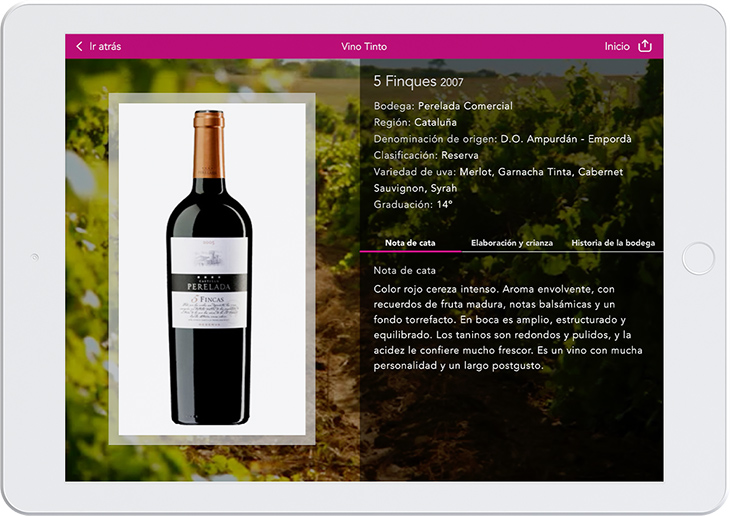 Ir atrás
Vino Tinto
Inicio
5 Finques 2007
Bodega: Perelada Comercial
Región: Cataluña
Denominación de origen: D.O. Ampurdán - Empordà
Clasificación: Reserva
Variedad de uva: Merlot, Garnacha Tinta, Cabernet
Sauvignon, Syrah
Graduación: 14º
Nota de cata
Elaboración y crianza
Historia de la bodega
Nota de cata
Color rojo cereza intenso. Aroma envolvente, con
recuerdos de fruta madura, notas balsámicas y un
fondo torrefacto. En boca es amplio, estructurado y
equilibrado. Los taninos son redondos y pulidos, y la
acidez le confiere mucho frescor. Es un vino con mucha
personalidad y un largo postgusto.
CASTILLO
PERELADA
5 FINCAS